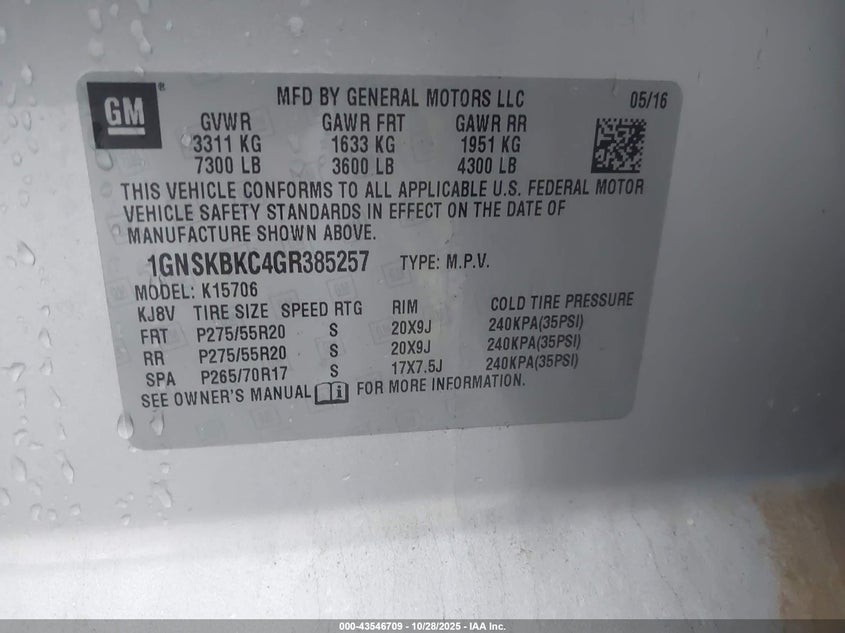 GM ®
MFD BY GENERAL MOTORS LLC 05/16
GVWR GAWR FRT GAWR RR
3311 KG 1633 KG 1951 KG
7300 LB 3600 LB 4300 LB
THIS VEHICLE CONFORMS TO ALL APPLICABLE U.S. FEDERAL MOTOR
VEHICLE SAFETY STANDARDS IN EFFECT ON THE DATE OF
MANUFACTURE SHOWN ABOVE.
1GNSKBKC4GR385257 TYPE: M.P.V.
MODEL: K15706
KJ8V TIRE SIZE SPEED RTG RIM COLD TIRE PRESSURE
FRT P275/55R20 S 20X9J 240KPA(35PSI)
RR P275/55R20 S 20X9J 240KPA(35PSI)
SPA P265/70R17 S 17X7.5J 240KPA(35PSI)
SEE OWNER'S MANUAL FOR MORE INFORMATION.
000-43546709 - 10/28/2025 - IAA Inc.